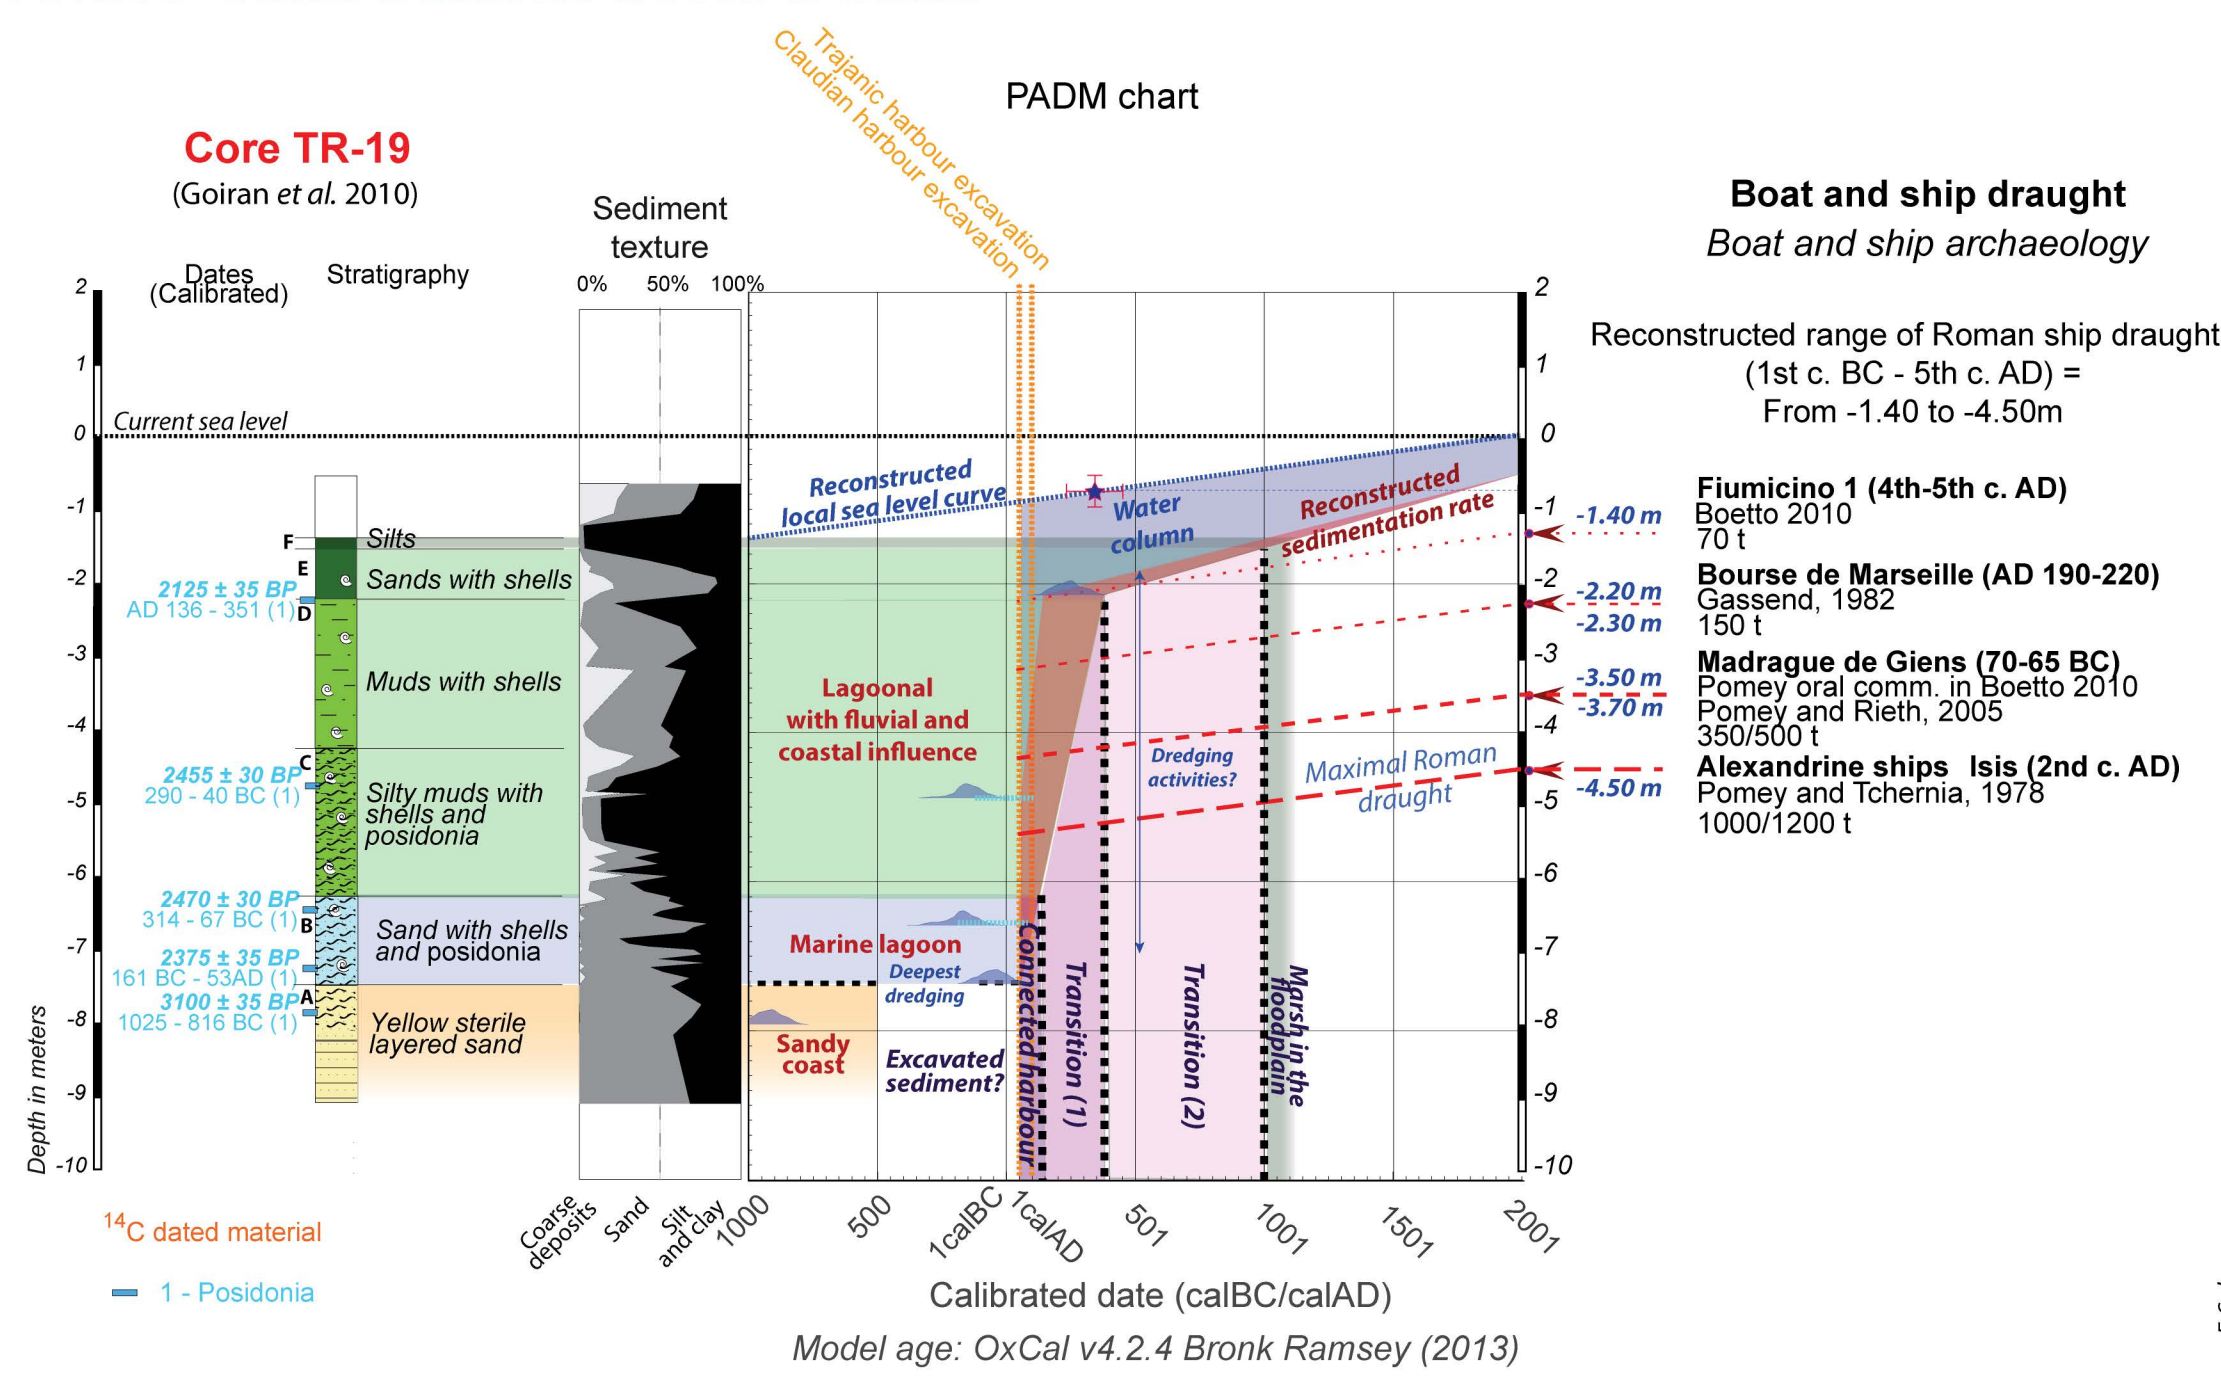 PADM chart
Trajanic harbour excavation
Claudian harbour excavation
Core TR-19
(Goiran et al. 2010)
Dates
(Calibrated)
Stratigraphy
Sediment
texture
0% 50% 100%
2
1
0
-1
-2
-3
-4
-5
-6
-7
-8
-9
-10
Depth in meters
Current sea level
F
E
D
C
B
A
2125 ± 35 BP
AD 136 - 351 (1)
2455 ± 30 BP
290 - 40 BC (1)
2470 ± 30 BP
314 - 67 BC (1)
2375 ± 35 BP
161 BC - 53AD (1)
3100 ± 35 BP
1025 - 816 BC (1)
Silts
Sands with shells
Muds with shells
Silty muds with
shells and
posidonia
Sand with shells
and posidonia
Yellow sterile
layered sand
Coarse
deposits
Sand
Silt
and clay
Reconstructed
local sea level curve
Water
column
Reconstructed
sedimentation rate
Lagoonal
with fluvial and
coastal influence
Marine lagoon
Deepest
dredging
Sandy
coast
Excavated
sediment?
Connected harbour
Transition (1)
Transition (2)
Marsh in the
floodplain
Dredging
activities?
Maximal Roman
draught
1000
500
1calBC
1calAD
501
1001
1501
2001
Calibrated date (calBC/calAD)
Model age: OxCal v4.2.4 Bronk Ramsey (2013)
2
1
0
-1
-2
-3
-4
-5
-6
-7
-8
-9
-10
-1.40 m
-2.20 m
-2.30 m
-3.50 m
-3.70 m
-4.50 m
Boat and ship draught
Boat and ship archaeology
Reconstructed range of Roman ship draught
(1st c. BC - 5th c. AD) =
From -1.40 to -4.50m
Fiumicino 1 (4th-5th c. AD)
Boetto 2010
70 t
Bourse de Marseille (AD 190-220)
Gassend, 1982
150 t
Madrague de Giens (70-65 BC)
Pomey oral comm. in Boetto 2010
Pomey and Rieth, 2005
350/500 t
Alexandrine ships Isis (2nd c. AD)
Pomey and Tchernia, 1978
1000/1200 t
14C dated material
1 - Posidonia